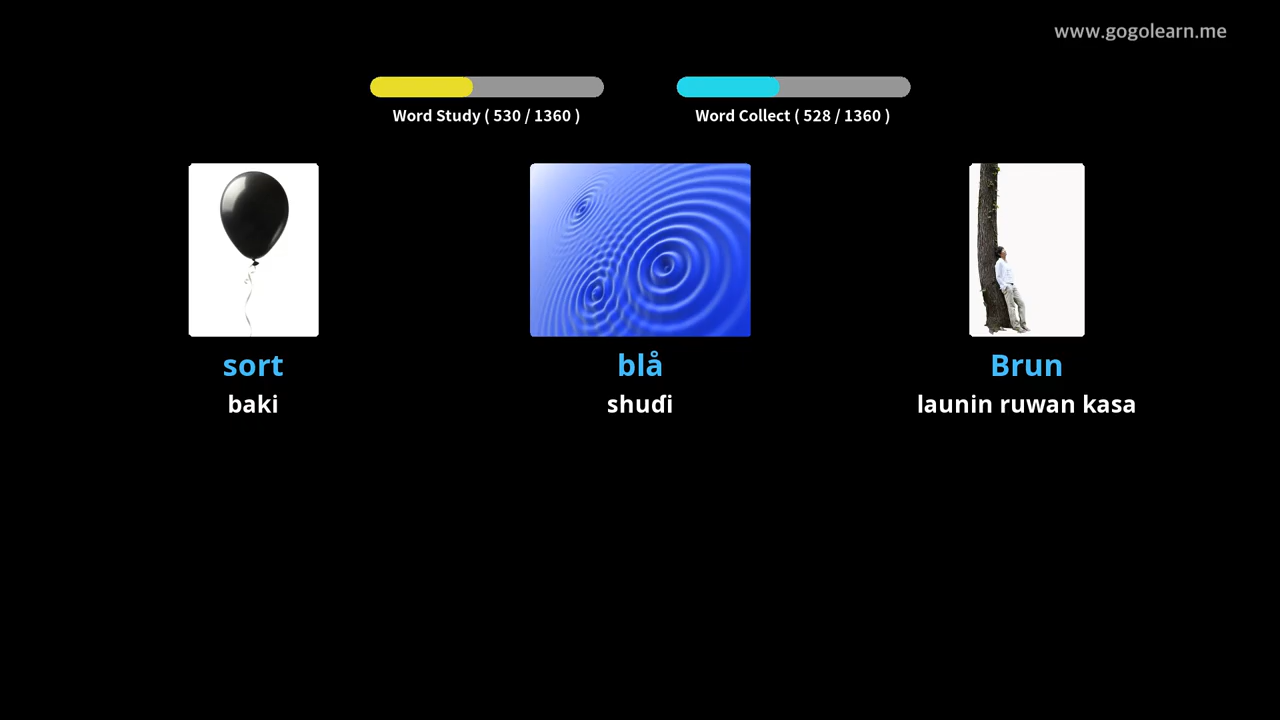 www.gogolearn.me
Word Study ( 530 / 1360 )
Word Collect ( 528 / 1360 )
sort
blå
Brun
baki
shuɗi
launin ruwan kasa